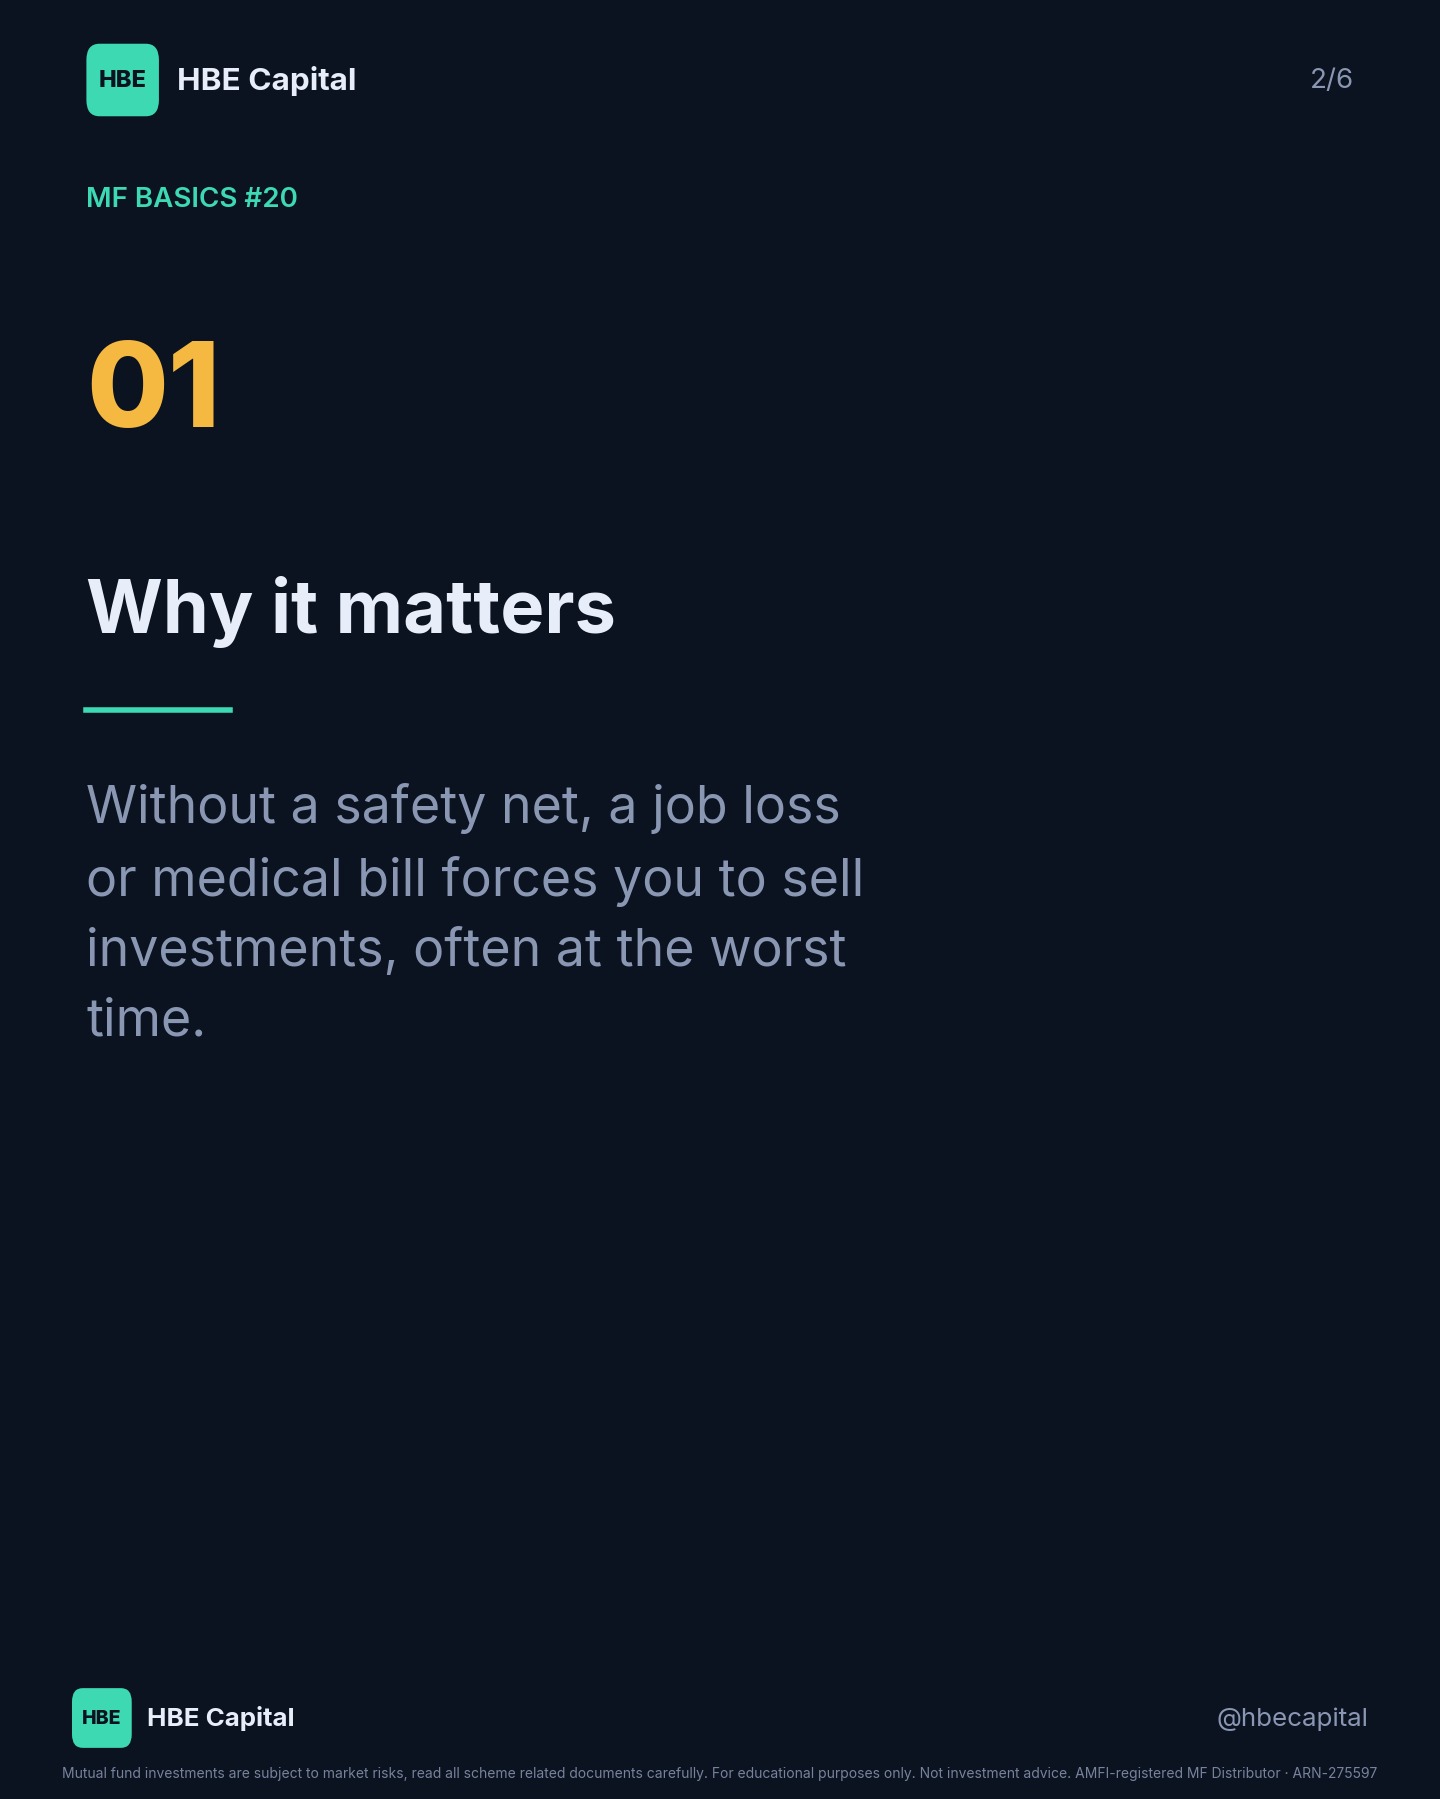 HBE
HBE Capital
2/6
MF BASICS #20
01
Why it matters
Without a safety net, a job loss
or medical bill forces you to sell
investments, often at the worst
time.
HBE
HBE Capital
@hbecapital
Mutual fund investments are subject to market risks, read all scheme related documents carefully. For educational purposes only. Not investment advice. AMFI-registered MF Distributor · ARN-275597